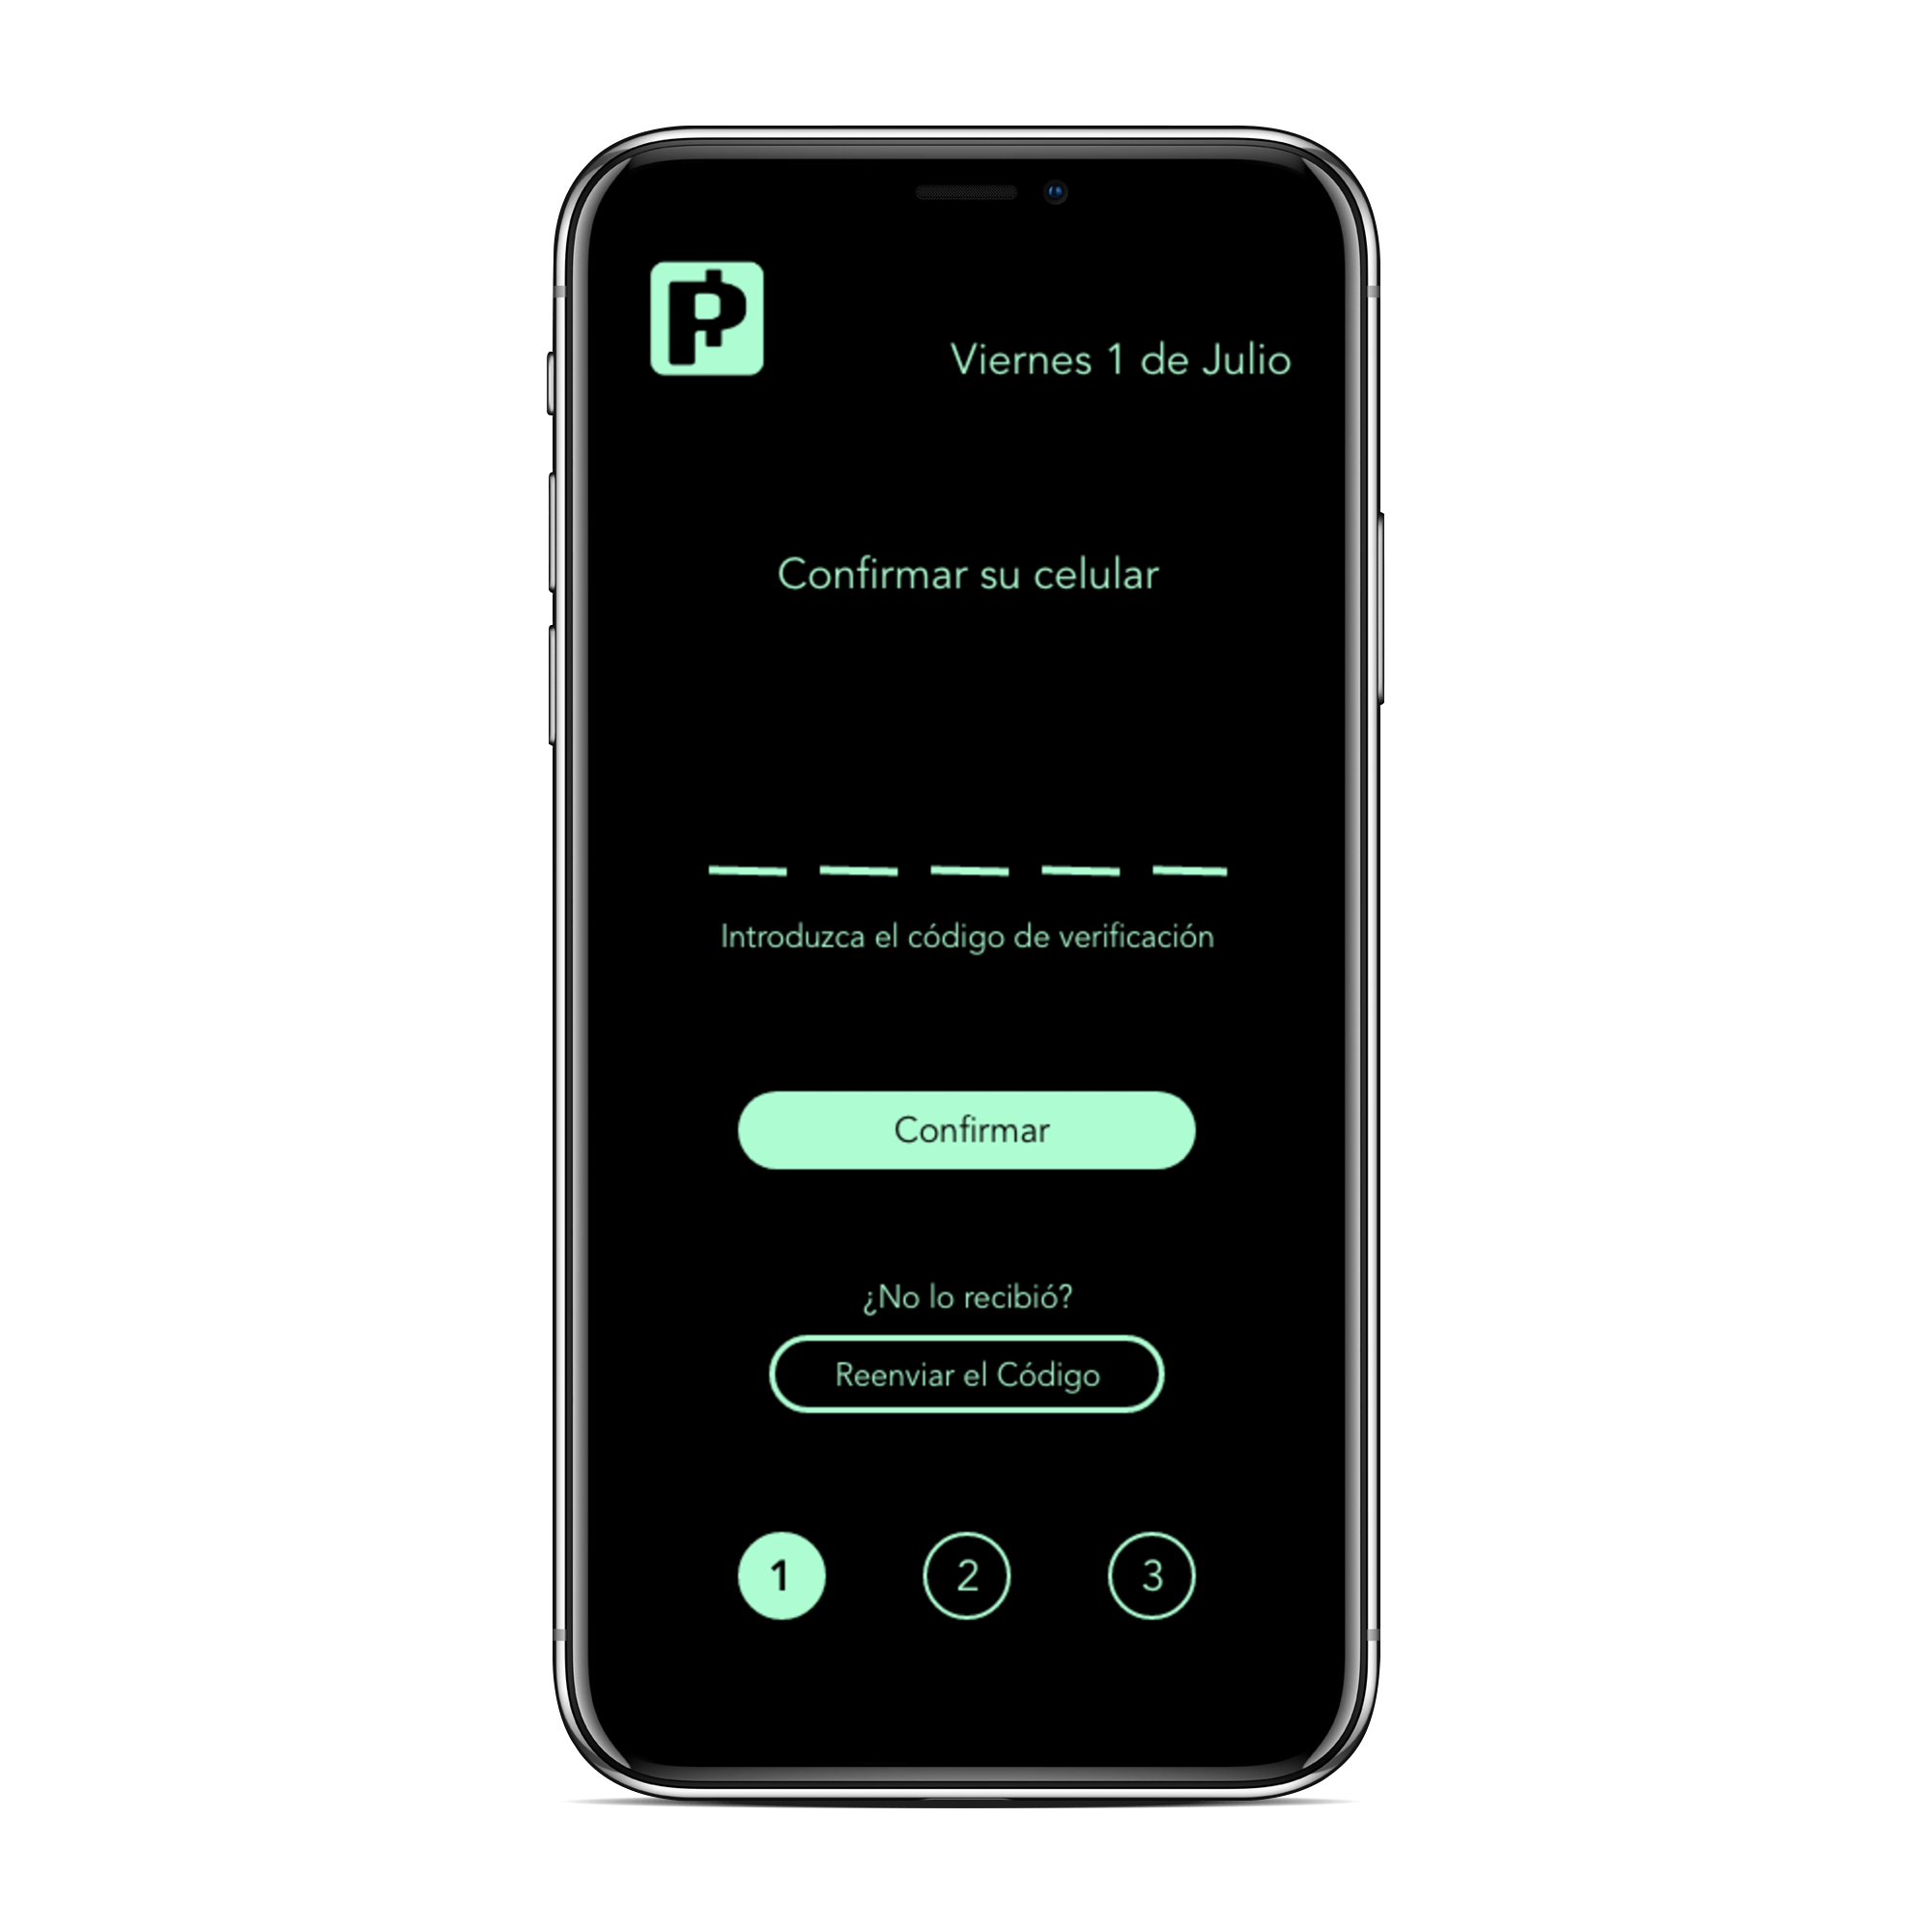 P
Viernes 1 de Julio
Confirmar su celular
Introduzca el código de verificación
Confirmar
¿No lo recibió?
Reenviar el Código
1 2 3